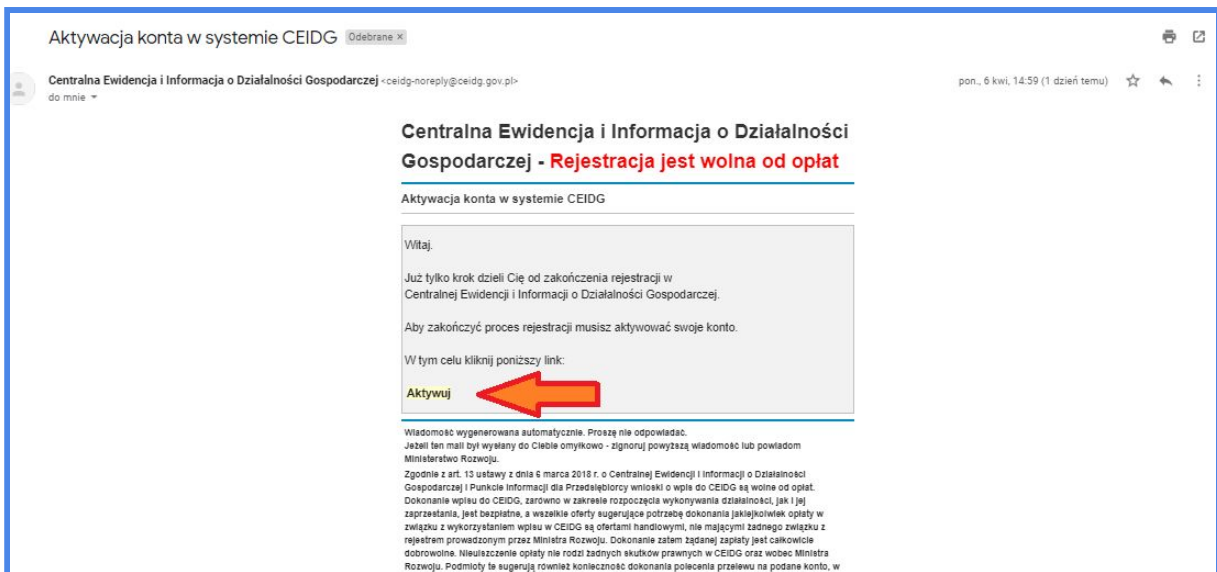 Aktywacja konta w systemie CEIDG Odebrane ×
Centralna Ewidencja i Informacja o Działalności Gospodarczej <ceidg-noreply@ceidg.gov.pl>
pon., 6 kwi, 14:59 (1 dzień temu)
do mnie
Centralna Ewidencja i Informacja o Działalności
Gospodarczej - Rejestracja jest wolna od opłat
Aktywacja konta w systemie CEIDG
Witaj.
Już tylko krok dzieli Cię od zakończenia rejestracji w
Centralnej Ewidencji i Informacji o Działalności Gospodarczej.
Aby zakończyć proces rejestracji musisz aktywować swoje konto.
W tym celu kliknij poniższy link:
Aktywuj
Wiadomość wygenerowana automatycznie. Proszę nie odpowiadać.
Jeżeli ten mail był wysłany do Ciebie omyłkowo - zignoruj powyższą wiadomość lub powiadom
Ministerstwo Rozwoju.
Zgodnie z art. 13 ustawy z dnia 6 marca 2018 r. o Centralnej Ewidencji i Informacji o Działalności
Gospodarczej i Punkcie Informacji dla Przedsiębiorcy wnioski o wpis do CEIDG są wolne od opłat.
Dokonanie wpisu do CEIDG, zarówno w zakresie rozpoczęcia wykonywania działalności, jak i jej
zaprzestania, jest bezpłatne, a wszelkie oferty sugerujące potrzebę dokonania jakiejkolwiek opłaty w
związku z wykorzystaniem wpisu w CEIDG są ofertami handlowymi, nie mającymi żadnego związku z
rejestrem prowadzonym przez Ministra Rozwoju. Dokonanie zatem żądanej zapłaty jest całkowicie
dobrowolne. Nieuiszczenie opłaty nie rodzi żadnych skutków prawnych w CEIDG oraz wobec Ministra
Rozwoju. Podmioty te sugerują również konieczność dokonania polecenia przelewu na podane konto, w